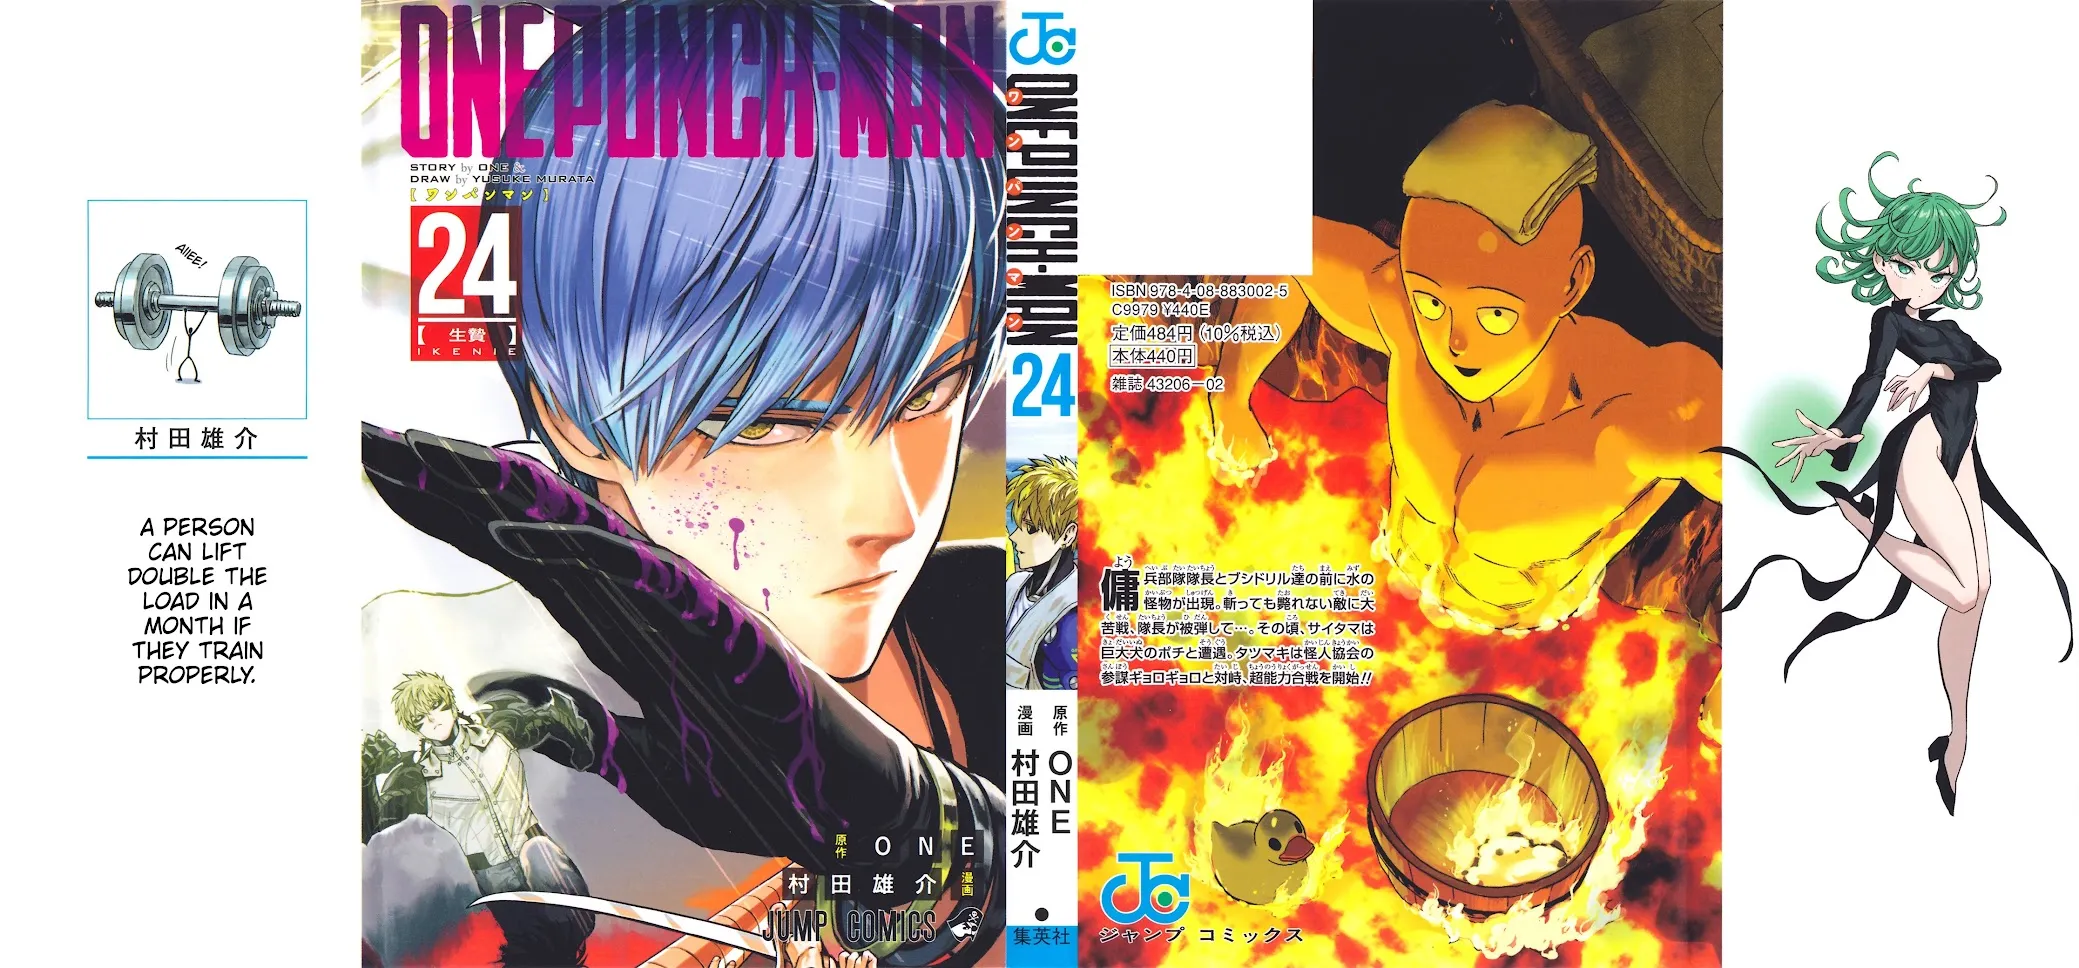 AIIEE!
村田雄介
A PERSON
CAN LIFT
DOUBLE THE
LOAD IN A
MONTH IF
THEY TRAIN
PROPERLY.
ONE PUNCH-MAN
STORY by ONE &
DRAW by YUSUKE MURATA
【ワンパンマン】
24
【生贄】
IKENIE
原作 ONE
村田雄介 漫画
JUMP COMICS
JC
ONE PUNCH-MAN
ワンパンマン
24
原作 ONE
漫画 村田雄介
集英社
ISBN 978-4-08-883002-5
C9979 ¥440E
定価484円(10%税込)
本体440円
雑誌 43206-02
傭兵部隊隊長とブシドリル達の前に水の
怪物が出現。斬っても斃れない敵に大
苦戦、隊長が被弾して…。その頃、サイタマは
巨大犬のポチと遭遇。タツマキは怪人協会の
参謀ギョロギョロと対峙、超能力合戦を開始!!
JC
ジャンプ コミックス